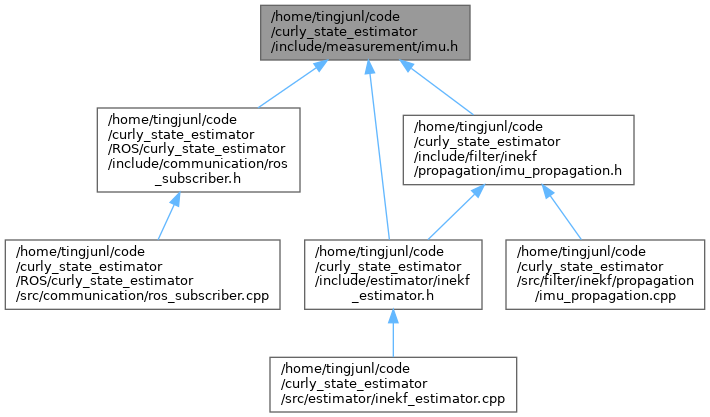 /home/tingjunl/code
/curly_state_estimator
/include/measurement/imu.h
/home/tingjunl/code
/curly_state_estimator
/ROS/curly_state_estimator
/include/communication/ros
_subscriber.h
/home/tingjunl/code
/curly_state_estimator
/include/filter/inekf
/propagation/imu_propagation.h
/home/tingjunl/code
/curly_state_estimator
/ROS/curly_state_estimator
/src/communication/ros_subscriber.cpp
/home/tingjunl/code
/curly_state_estimator
/include/estimator/inekf
_estimator.h
/home/tingjunl/code
/curly_state_estimator
/src/filter/inekf/propagation
/imu_propagation.cpp
/home/tingjunl/code
/curly_state_estimator
/src/estimator/inekf_estimator.cpp